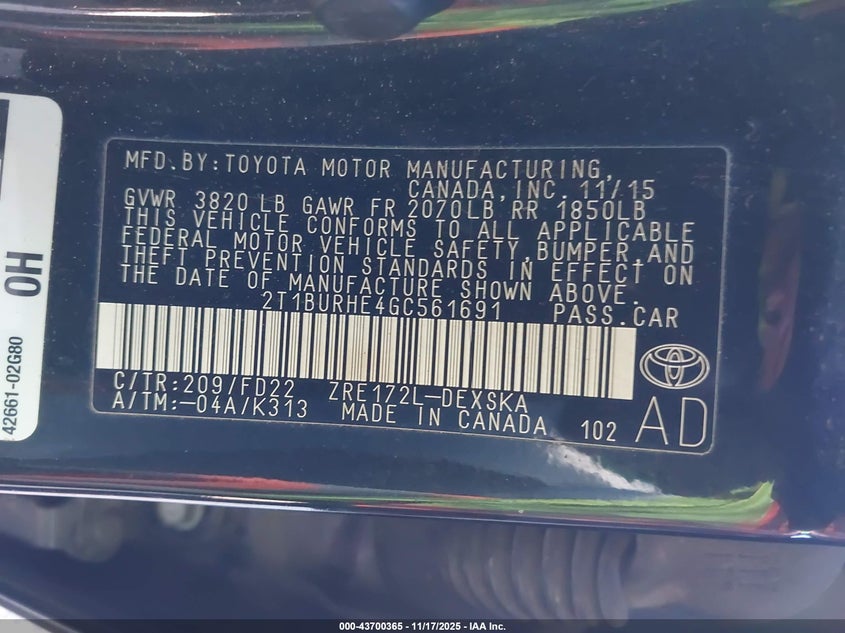 MFD.BY:TOYOTA MOTOR MANUFACTURING,
CANADA,INC. 11/15
GVWR 3820 LB GAWR FR 2070LB RR 1850LB
THIS VEHICLE CONFORMS TO ALL APPLICABLE
FEDERAL MOTOR VEHICLE SAFETY,BUMPER,AND
THEFT PREVENTION STANDARDS IN EFFECT ON
THE DATE OF MANUFACTURE SHOWN ABOVE.
2T1BURHE4GC561691 PASS.CAR
C/TR:209/FD22 ZRE172L-DEXSKA
A/TM:-04A/K313 MADE IN CANADA 102 AD
42661-02G80 0H
000-43700365 - 11/17/2025 - IAA Inc.